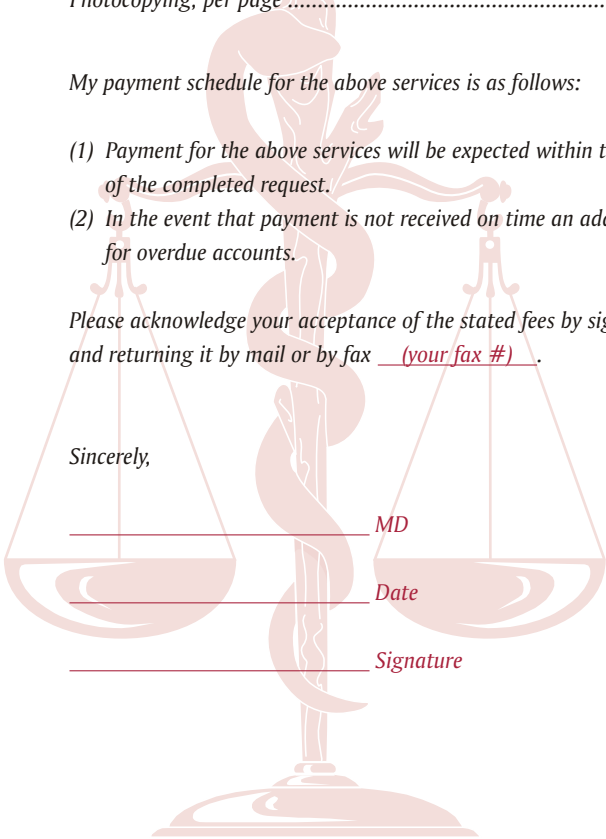 Photocopying, per page ......................................................
My payment schedule for the above services is as follows:
(1) Payment for the above services will be expected within
of the completed request.
(2) In the event that payment is not received on time an
for overdue accounts.
Please acknowledge your acceptance of the stated fees by
and returning it by mail or by fax (your fax #) .
Sincerely,
MD
Date
Signature